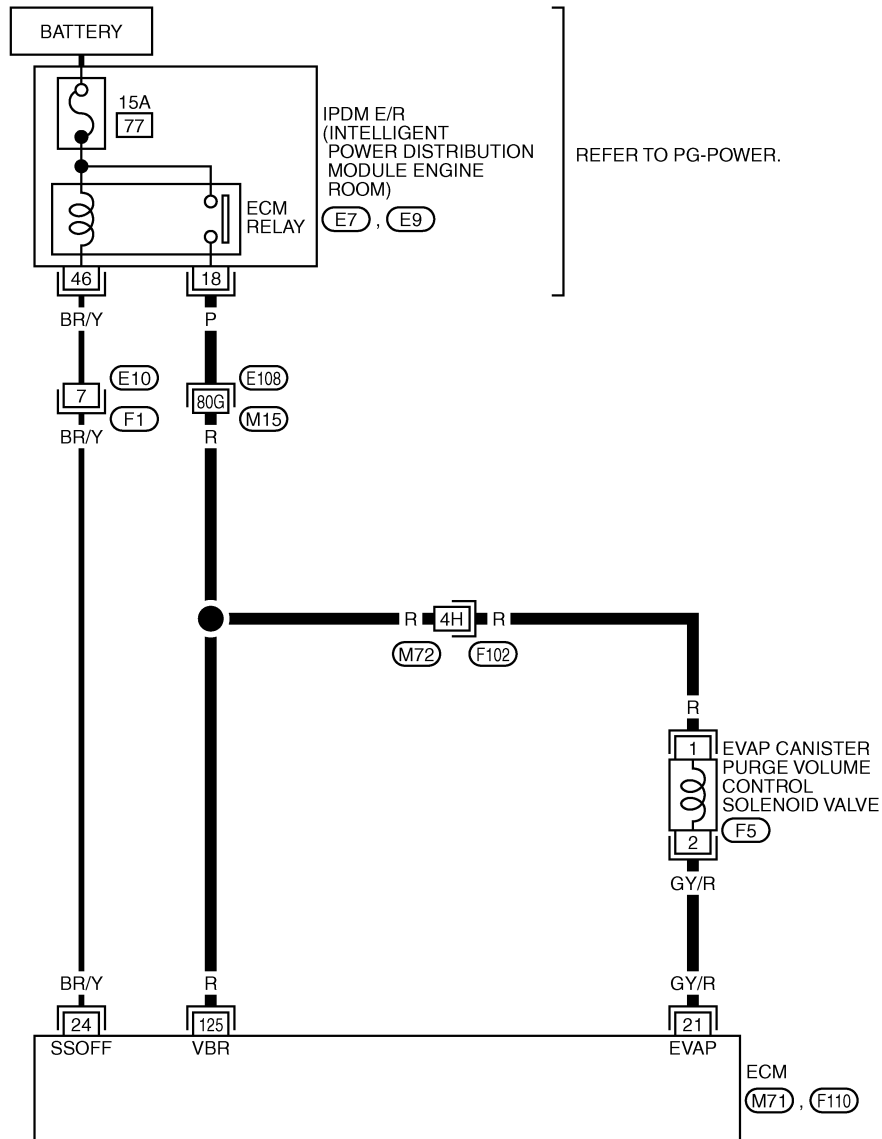 BATTERY
15A
77
IPDM E/R
(INTELLIGENT
POWER DISTRIBUTION
MODULE ENGINE
ROOM)
E7 , E9
REFER TO PG-POWER.
ECM
RELAY
46
18
BR/Y
P
7
E10
F1
80G
E108
M15
BR/Y
R
R
4H
R
M72
F102
R
1
EVAP CANISTER
PURGE VOLUME
CONTROL
SOLENOID VALVE
F5
2
GY/R
BR/Y
R
GY/R
24
125
21
SSOFF
VBR
EVAP
ECM
M71 , F110